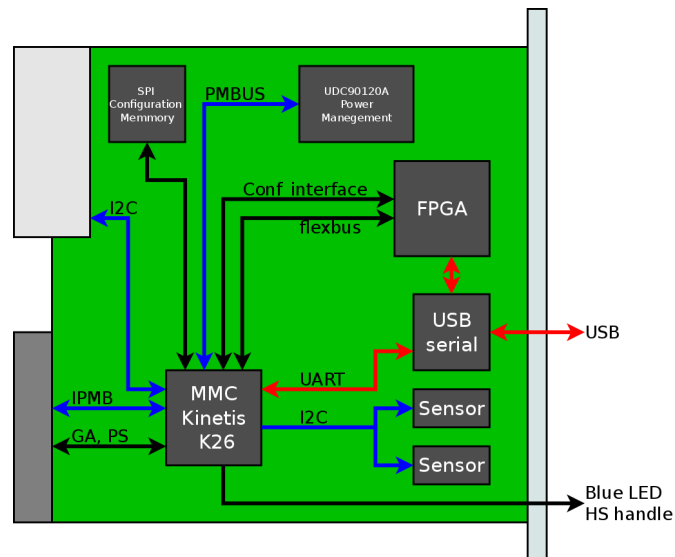 SPI
Configuration
Memmory
PMBUS
UDC90120A
Power
Manegement
Conf interface
flexbus
FPGA
I2C
USB
serial
USB
UART
MMC
Kinetis
K26
IPMB
GA, PS
I2C
Sensor
Sensor
Blue LED
HS handle